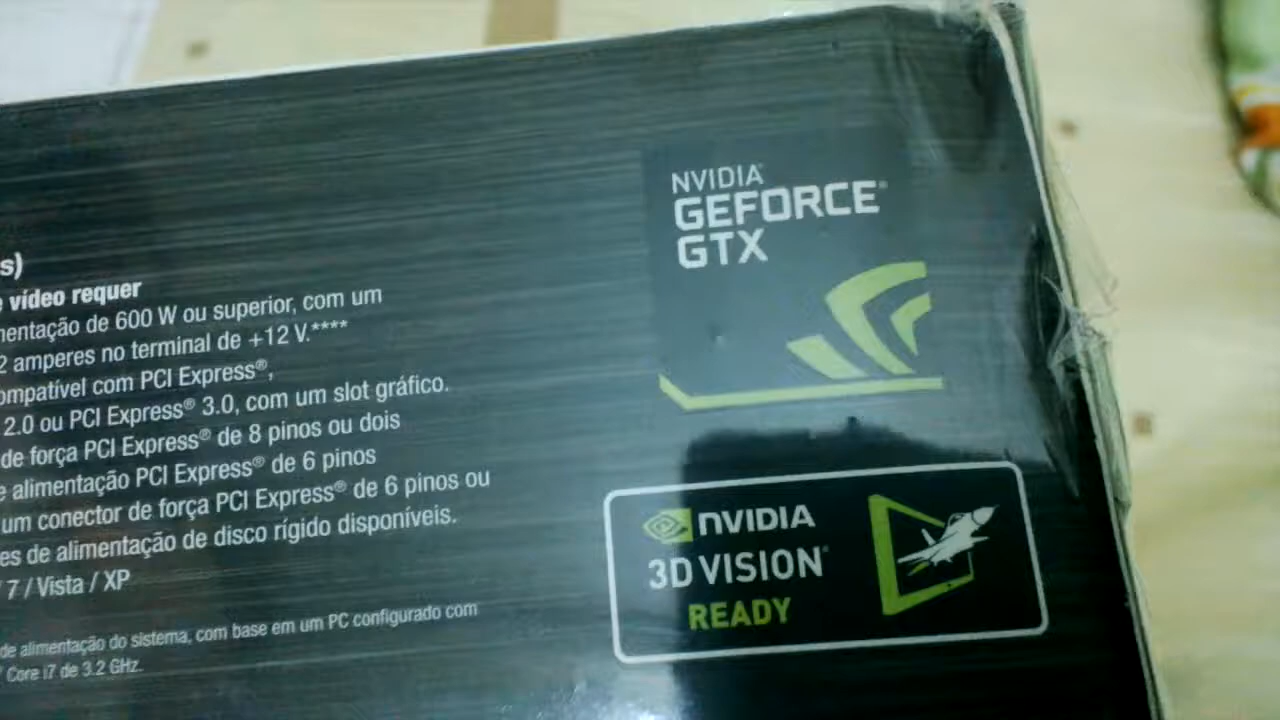 s)
vídeo requer
mentação de 600 W ou superior, com um
2 amperes no terminal de +12 V.****
ompatível com PCI Express®,
2.0 ou PCI Express® 3.0, com um slot gráfico.
de força PCI Express® de 8 pinos ou dois
e alimentação PCI Express® de 6 pinos
um conector de força PCI Express® de 6 pinos ou
es de alimentação de disco rígido disponíveis.
7 / Vista / XP
de alimentação do sistema, com base em um PC configurado com
Core i7 de 3.2 GHz.
NVIDIA®
GEFORCE®
GTX
NVIDIA
3D VISION®
READY